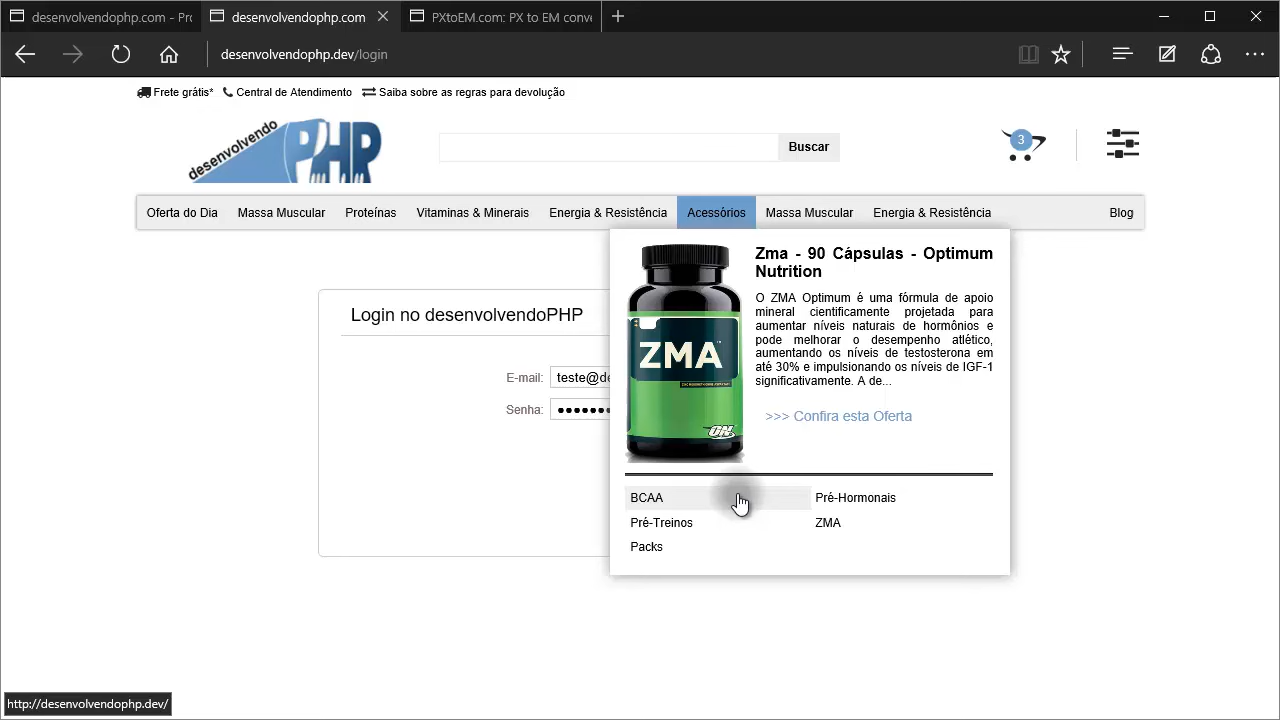 desenvolvendophp.com - Pro
desenvolvendophp.com
PXtoEM.com: PX to EM conve
desenvolvendophp.dev/login
Frete grátis* Central de Atendimento Saiba sobre as regras para devolução
desenvolvendo PHP
Buscar
3
Oferta do Dia Massa Muscular Proteínas Vitaminas & Minerais Energia & Resistência Acessórios Massa Muscular Energia & Resistência Blog
Login no desenvolvendoPHP
E-mail: teste@de
Senha: ●●●●●●●
ZMA
ON
Zma - 90 Cápsulas - Optimum
Nutrition
O ZMA Optimum é uma fórmula de apoio
mineral cientificamente projetada para
aumentar níveis naturais de hormônios e
pode melhorar o desempenho atlético,
aumentando os níveis de testosterona em
até 30% e impulsionando os níveis de IGF-1
significativamente. A de...
>>> Confira esta Oferta
BCAA Pré-Hormonais
Pré-Treinos ZMA
Packs
http://desenvolvendophp.dev/